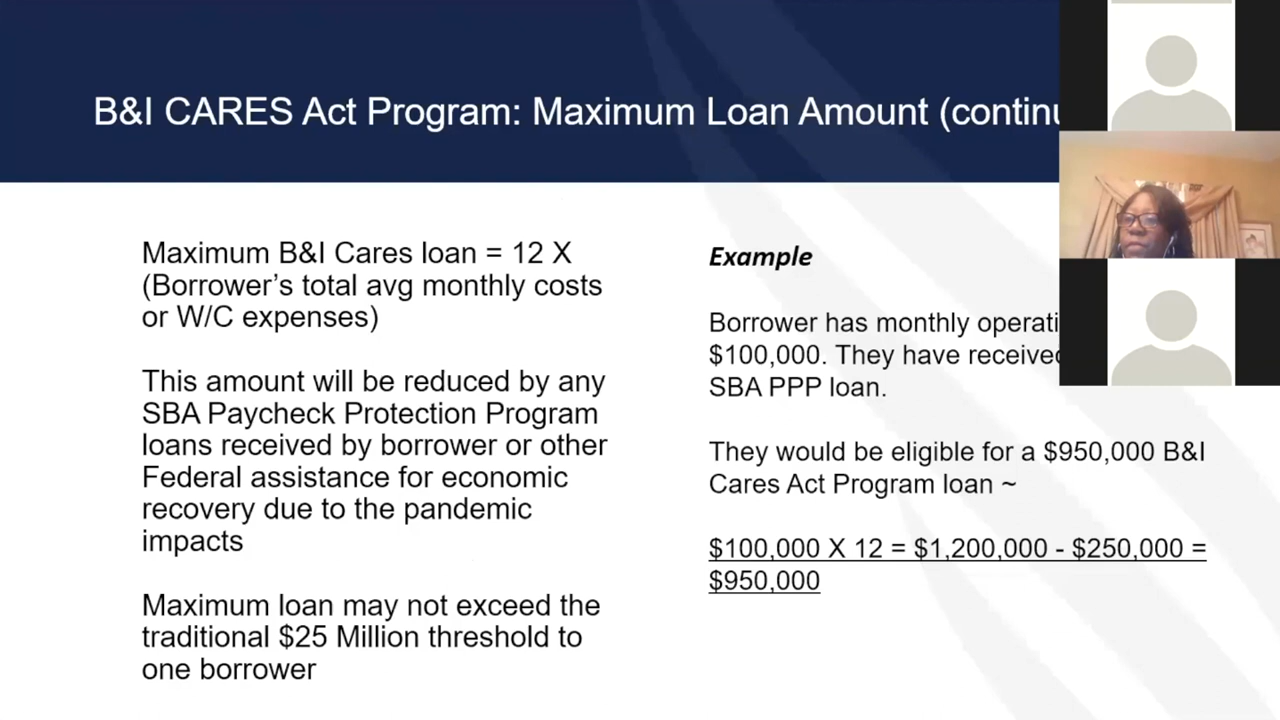 B&I CARES Act Program: Maximum Loan Amount (continu
Maximum B&I Cares loan = 12 X
(Borrower’s total avg monthly costs
or W/C expenses)
This amount will be reduced by any
SBA Paycheck Protection Program
loans received by borrower or other
Federal assistance for economic
recovery due to the pandemic
impacts
Maximum loan may not exceed the
traditional $25 Million threshold to
one borrower
Example
Borrower has monthly operati
$100,000. They have received
SBA PPP loan.
They would be eligible for a $950,000 B&I
Cares Act Program loan ~
$100,000 X 12 = $1,200,000 - $250,000 =
$950,000